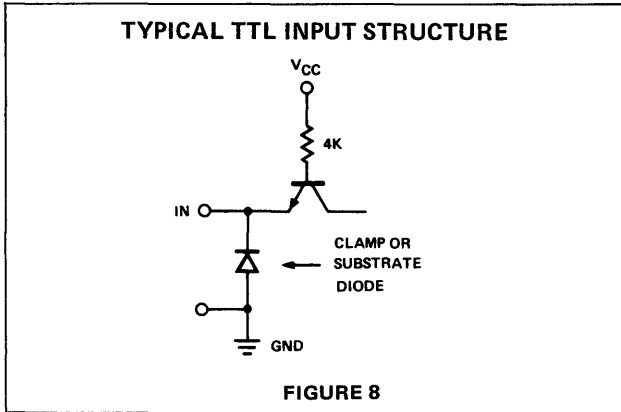 TYPICAL TTL INPUT STRUCTURE
VCC
4K
IN
CLAMP OR
SUBSTRATE
DIODE
GND
FIGURE 8